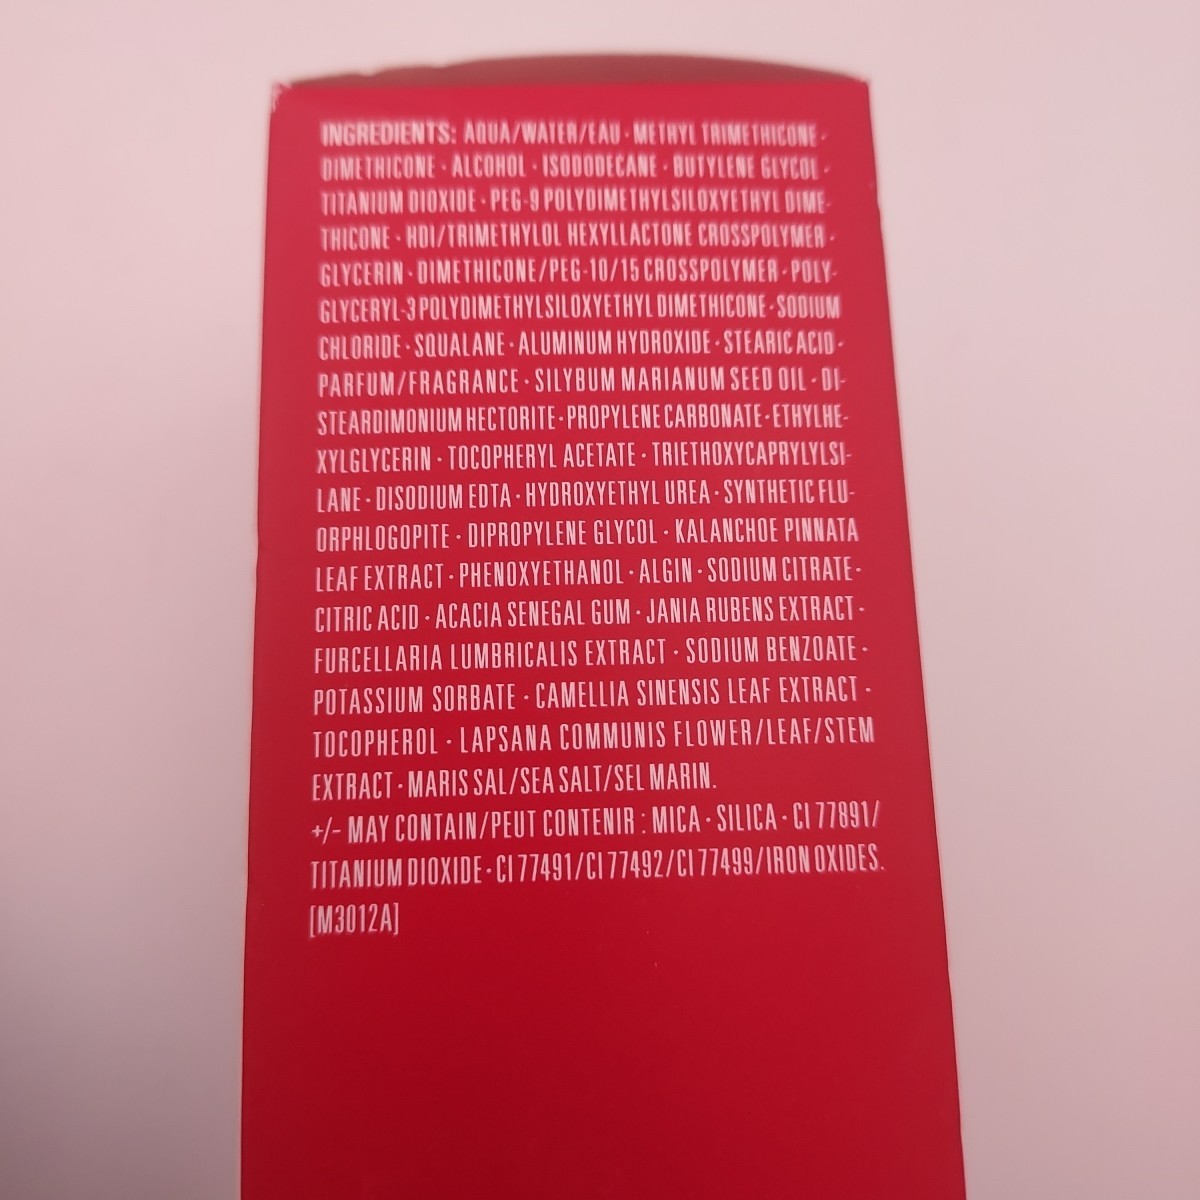 INGREDIENTS: AQUA/WATER/EAU · METHYL TRIMETHICONE ·
DIMETHICONE · ALCOHOL · ISODODECANE · BUTYLENE GLYCOL ·
TITANIUM DIOXIDE · PEG-9 POLYDIMETHYLSILOXYETHYL DIME-
THICONE · HDI/TRIMETHYLOL HEXYLLACTONE CROSSPOLYMER ·
GLYCERIN · DIMETHICONE/PEG-10/15 CROSSPOLYMER · POLY-
GLYCERYL-3 POLYDIMETHYLSILOXYETHYL DIMETHICONE · SODIUM
CHLORIDE · SQUALANE · ALUMINUM HYDROXIDE · STEARIC ACID ·
PARFUM/FRAGRANCE · SILYBUM MARIANUM SEED OIL · DI-
STEARDIMONIUM HECTORITE · PROPYLENE CARBONATE · ETHYLHE-
XYLGLYCERIN · TOCOPHERYL ACETATE · TRIETHOXYCAPRYLYLSI-
LANE · DISODIUM EDTA · HYDROXYETHYL UREA · SYNTHETIC FLU-
ORPHLOGOPITE · DIPROPYLENE GLYCOL · KALANCHOE PINNATA
LEAF EXTRACT · PHENOXYETHANOL · ALGIN · SODIUM CITRATE ·
CITRIC ACID · ACACIA SENEGAL GUM · JANIA RUBENS EXTRACT ·
FURCELLARIA LUMBRICALIS EXTRACT · SODIUM BENZOATE ·
POTASSIUM SORBATE · CAMELLIA SINENSIS LEAF EXTRACT ·
TOCOPHEROL · LAPSANA COMMUNIS FLOWER/LEAF/STEM
EXTRACT · MARIS SAL/SEA SALT/SEL MARIN.
+/- MAY CONTAIN/PEUT CONTENIR : MICA · SILICA · CI 77891/
TITANIUM DIOXIDE · CI 77491/CI 77492/CI 77499/IRON OXIDES.
[M3012A]